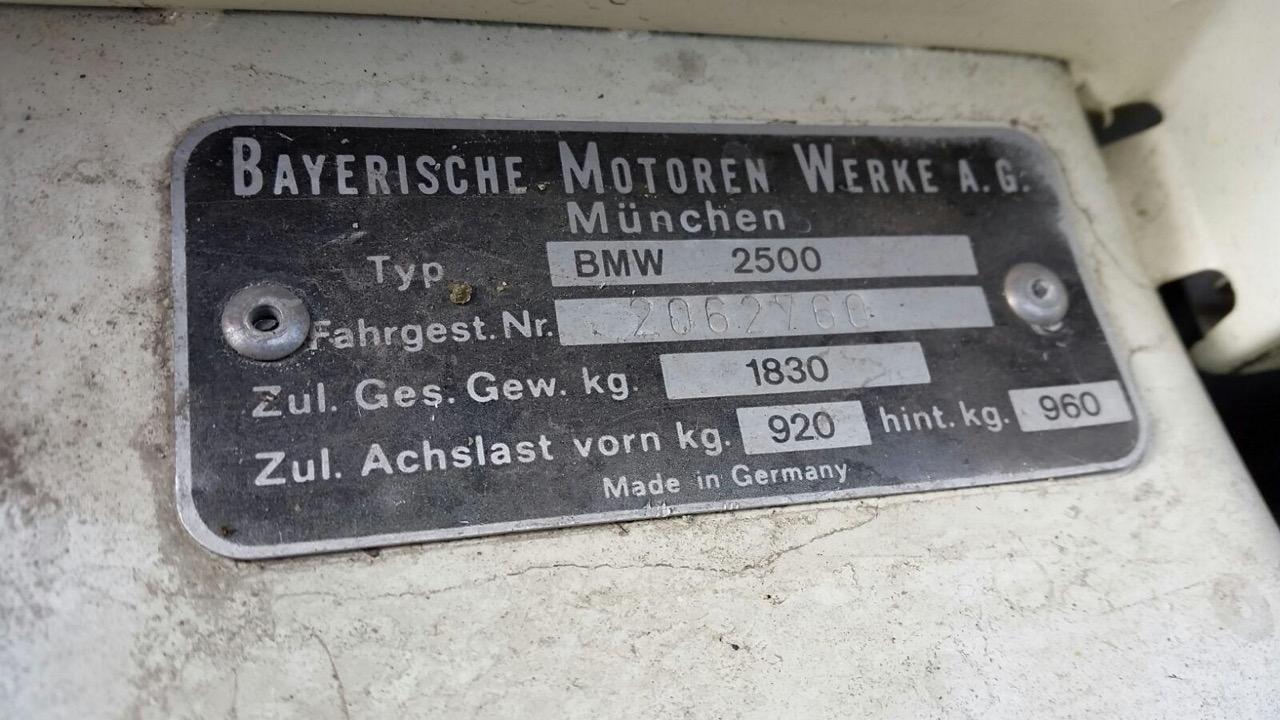 BAYERISCHE MOTOREN WERKE A.G.
München
Typ BMW 2500
Fahrgest.Nr. 2062760
Zul. Ges. Gew. kg. 1830
Zul. Achslast vorn kg. 920 hint. kg. 960
Made in Germany